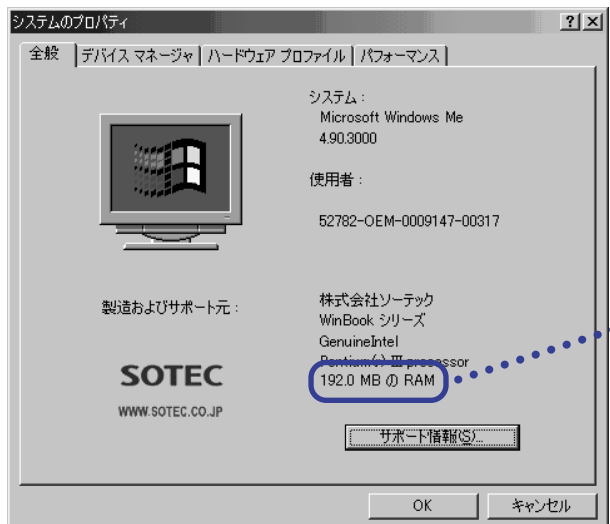 システムのプロパティ
全般 デバイス マネージャ ハードウェア プロファイル パフォーマンス
システム :
Microsoft Windows Me
4.90.3000
使用者 :
52782-OEM-0009147-00317
製造およびサポート元 :
株式会社ソーテック
WinBook シリーズ
GenuineIntel
Pentium(r) III processor
192.0 MB の RAM
SOTEC
WWW.SOTEC.CO.JP
サポート情報(S)...
OK キャンセル